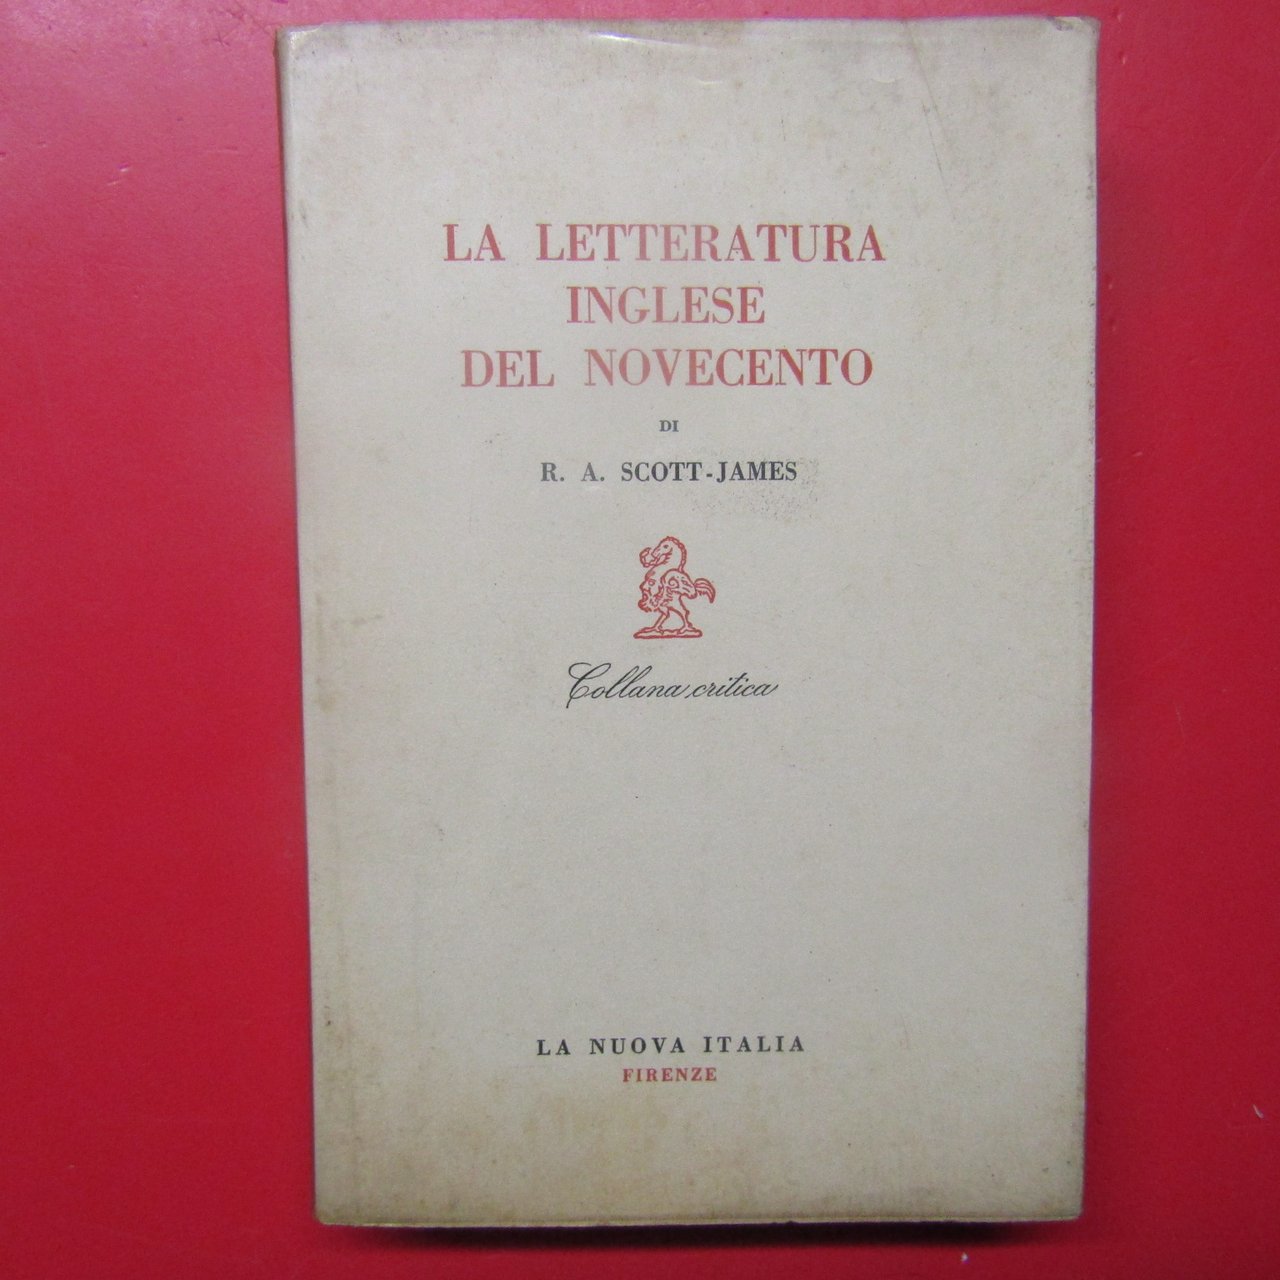 LA LETTERATURA
INGLESE
DEL NOVECENTO
DI
R. A. SCOTT-JAMES
Collana critica
LA NUOVA ITALIA
FIRENZE